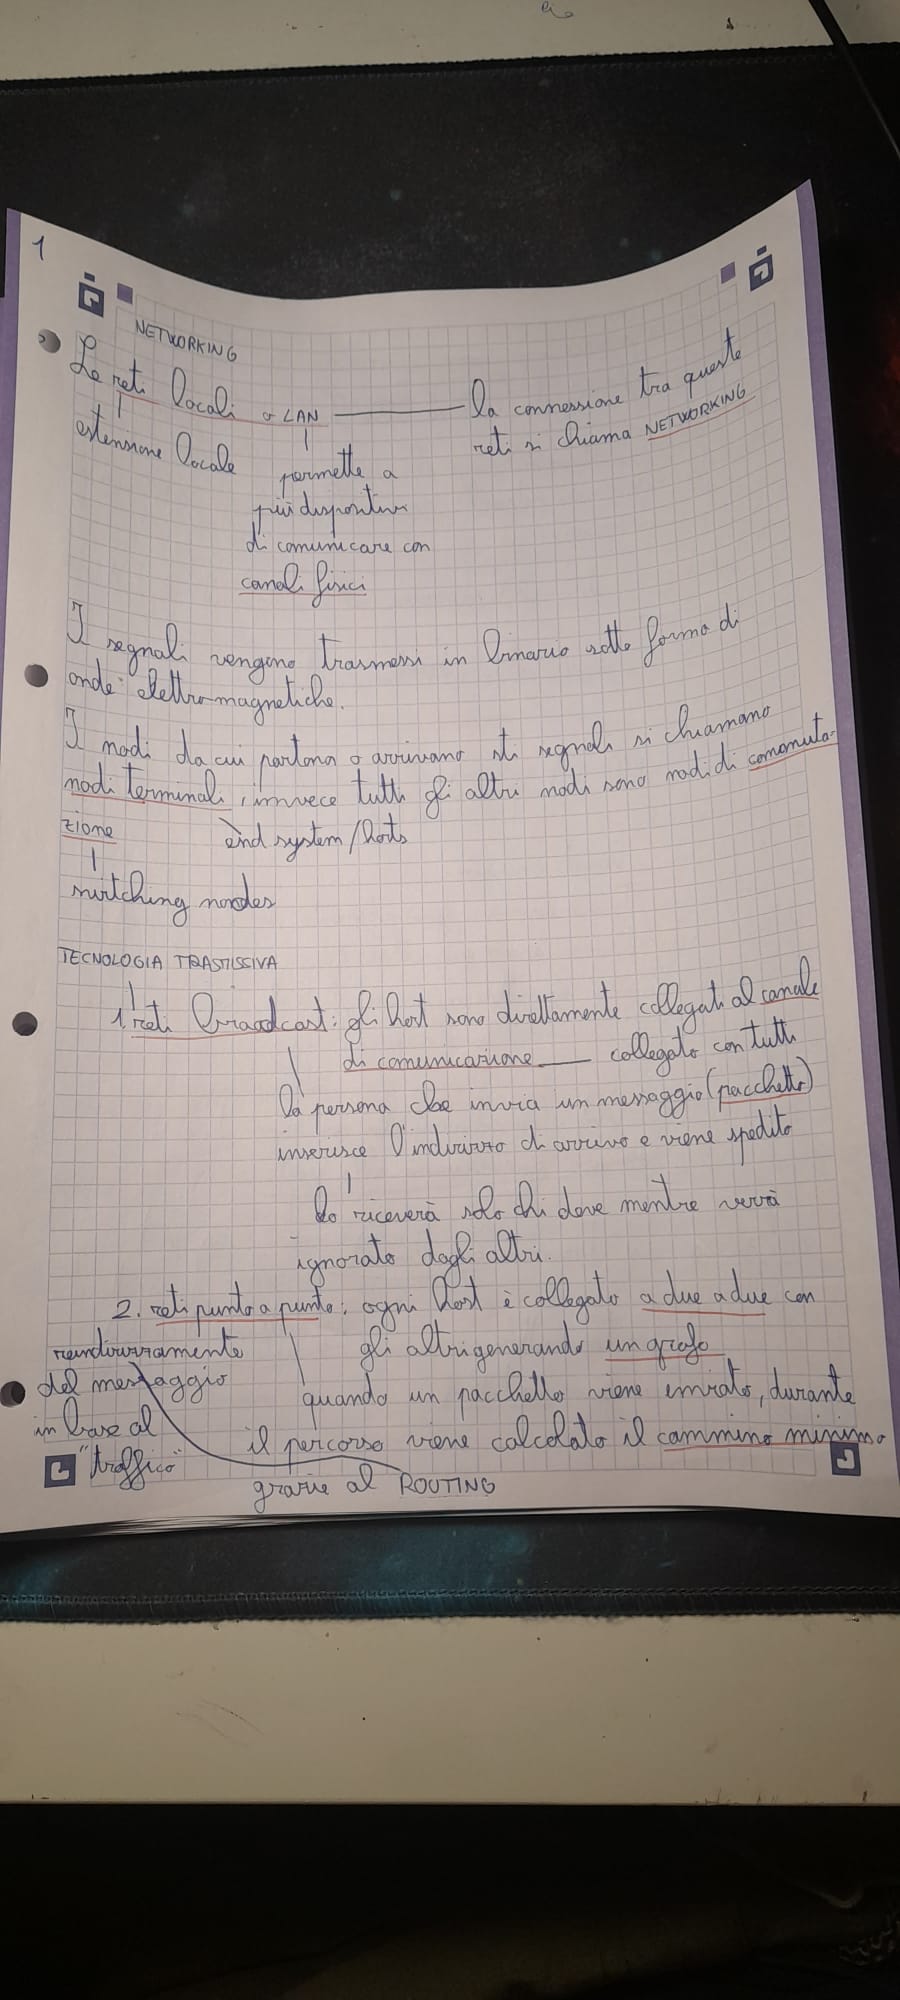 1
NETWORKING
Le reti locali o LAN
la connessione tra queste
reti si chiama NETWORKING
estensione locale
permette a
più dispositivi
di comunicare con
canali fisici
I segnali vengono trasmessi in binario sotto forma di
onde elettromagnetiche.
I nodi da cui partono o arrivano sti segnali si chiamano
nodi terminali, invece tutti gli altri nodi sono nodi di commuta-
zione
end system/hosts
switching nodes
TECNOLOGIA TRASMISSIVA
1. reti broadcast: gli host sono direttamente collegati al canale
di comunicazione collegato con tutti
la persona che invia un messaggio (pacchetto)
inserisce l'indirizzo di arrivo e viene spedito
lo riceverà solo chi deve mentre verrà
ignorato dagli altri.
2. reti punto a punto: ogni host è collegato a due a due con
gli altri generando un grafo
quando un pacchetto viene inviato, durante
il percorso viene calcolato il cammino minimo
grazie al ROUTING
reindirizzamento
del messaggio
in base al
"traffico"